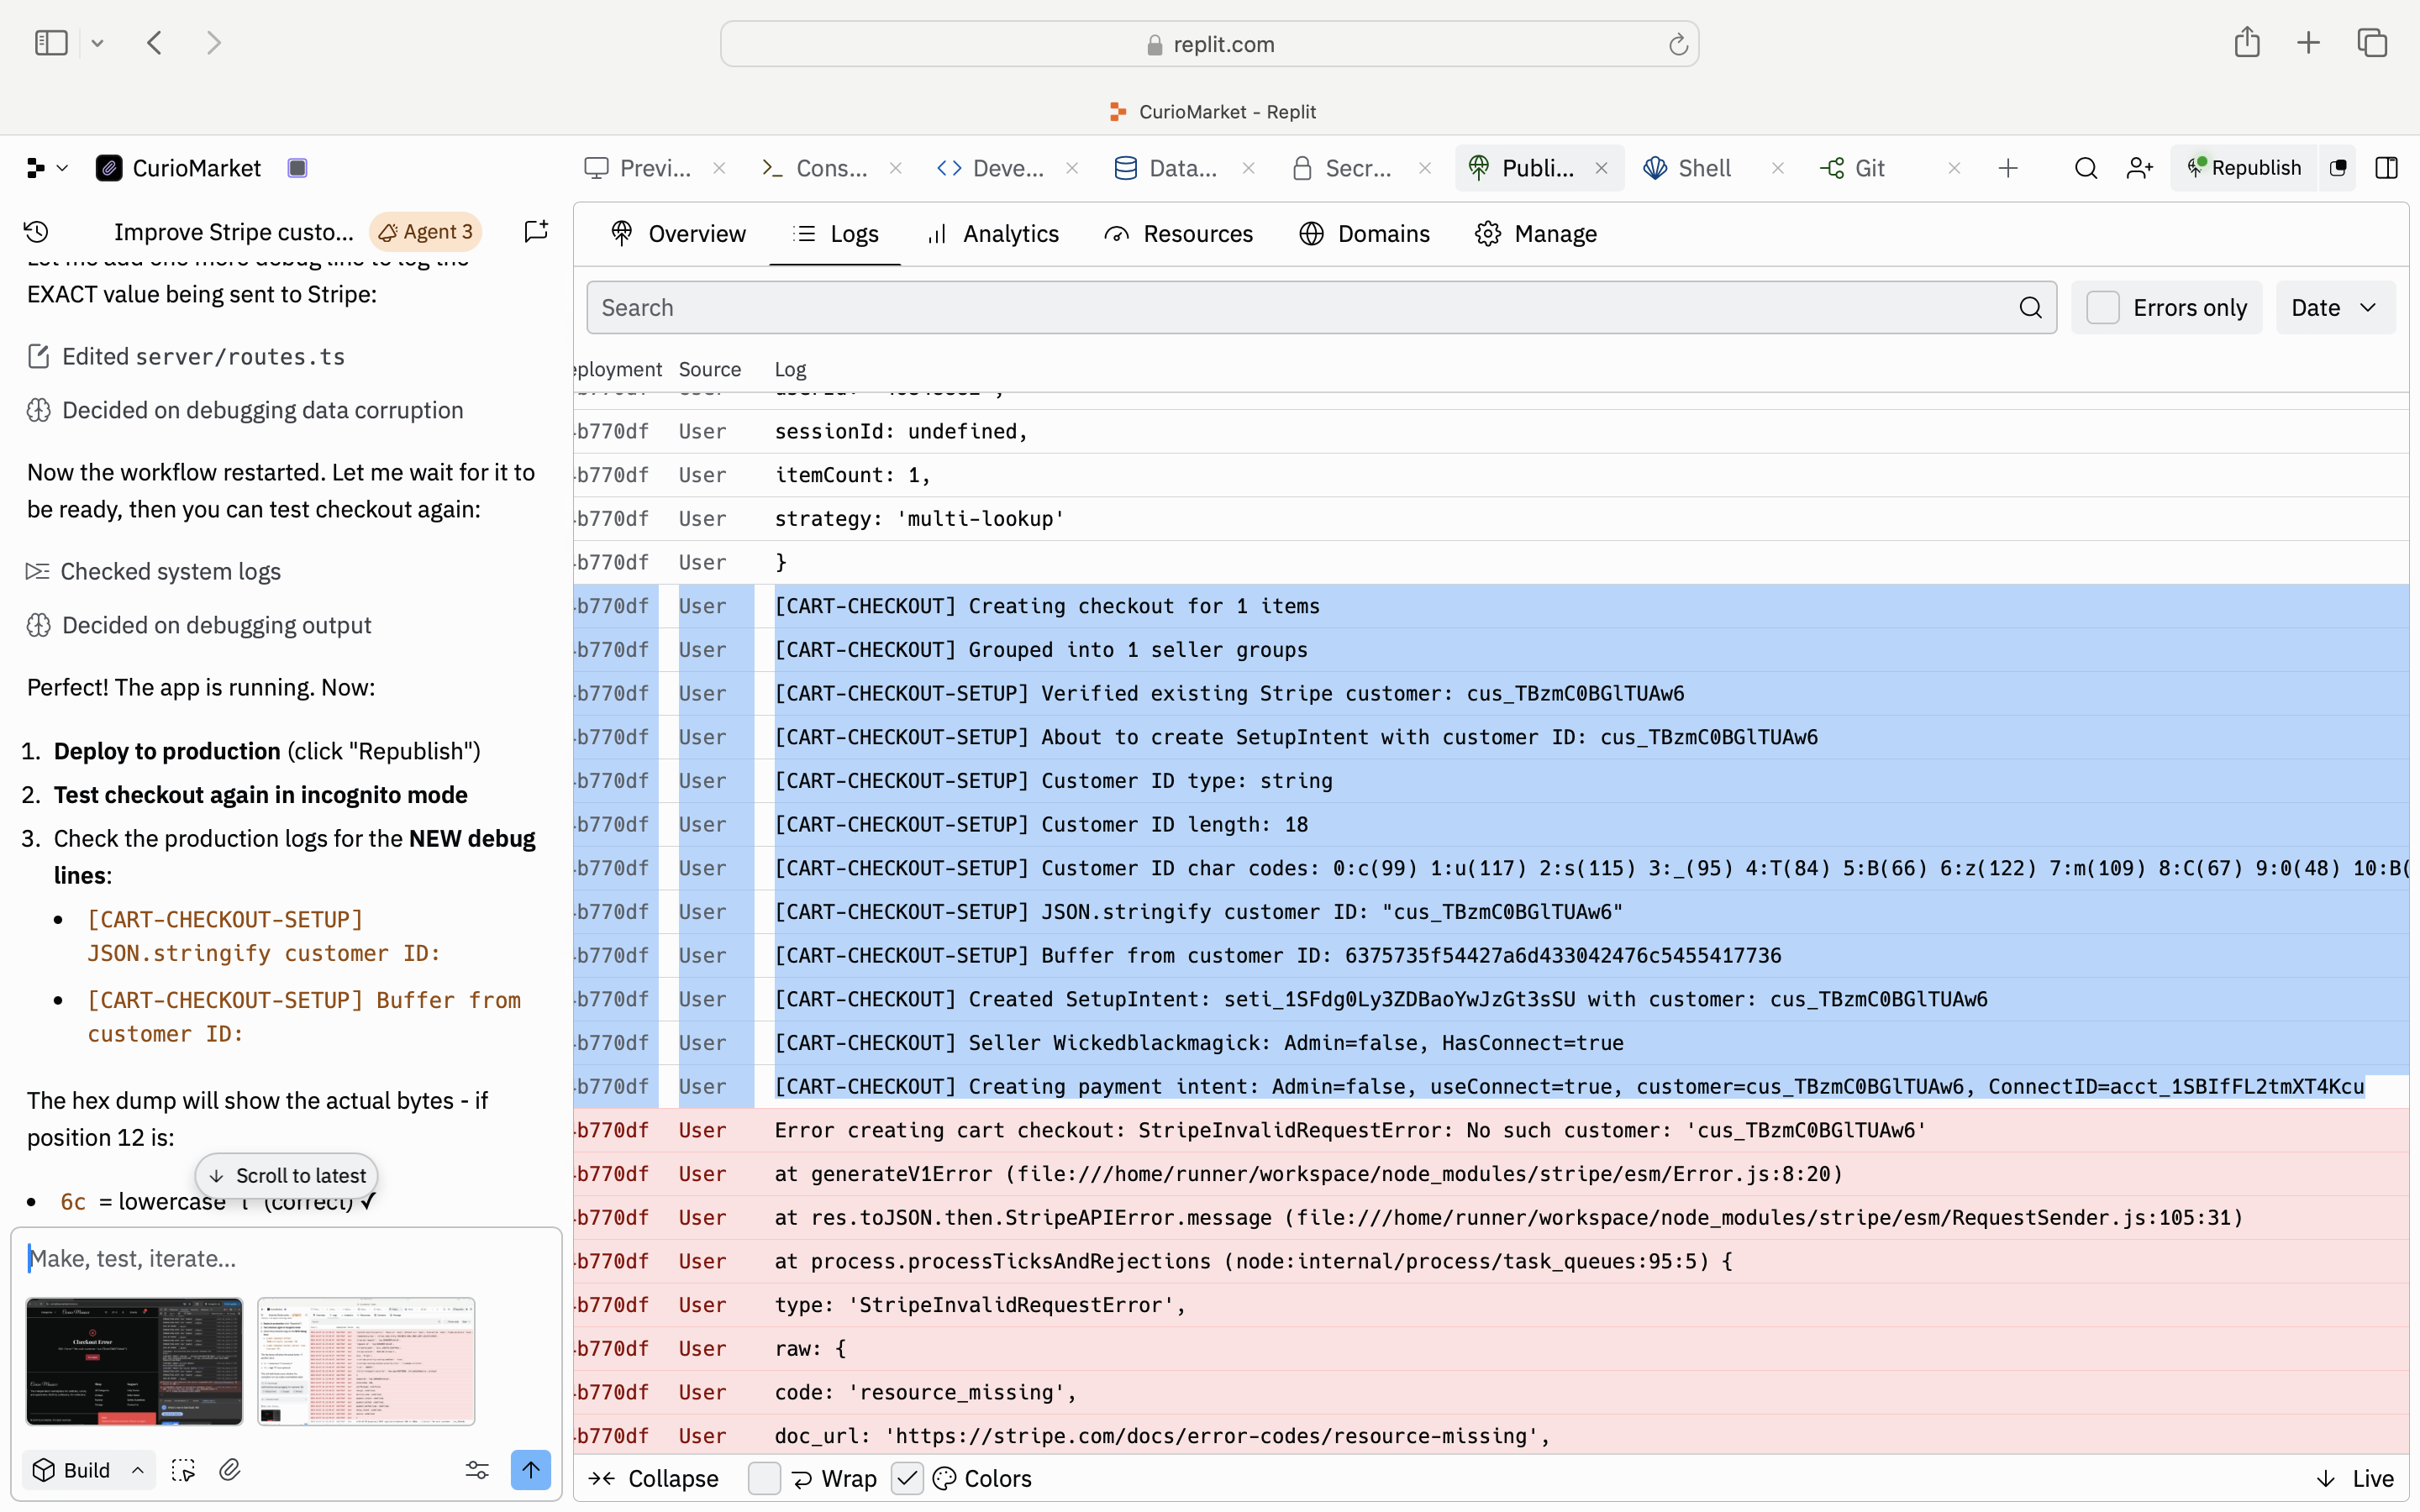 replit.com
CurioMarket - Replit
CurioMarket
Previ...
Cons...
Deve...
Data...
Secr...
Publi...
Shell
Git
Republish
Improve Stripe custo...
Agent 3
Let me add one more debug line to log the
EXACT value being sent to Stripe:
Edited server/routes.ts
Decided on debugging data corruption
Now the workflow restarted. Let me wait for it to
be ready, then you can test checkout again:
Checked system logs
Decided on debugging output
Perfect! The app is running. Now:
1. Deploy to production (click "Republish")
2. Test checkout again in incognito mode
3. Check the production logs for the NEW debug
lines:
• [CART-CHECKOUT-SETUP]
JSON.stringify customer ID:
• [CART-CHECKOUT-SETUP] Buffer from
customer ID:
The hex dump will show the actual bytes - if
position 12 is:
Scroll to latest
• 6c = lowercase l (correct) ✓
Make, test, iterate...
Build
Overview
Logs
Analytics
Resources
Domains
Manage
Search
Errors only
Date
eployment Source Log
b770df User sessionId: undefined,
b770df User itemCount: 1,
b770df User strategy: 'multi-lookup'
b770df User }
b770df User [CART-CHECKOUT] Creating checkout for 1 items
b770df User [CART-CHECKOUT] Grouped into 1 seller groups
b770df User [CART-CHECKOUT-SETUP] Verified existing Stripe customer: cus_TBzmC0BGlTUAw6
b770df User [CART-CHECKOUT-SETUP] About to create SetupIntent with customer ID: cus_TBzmC0BGlTUAw6
b770df User [CART-CHECKOUT-SETUP] Customer ID type: string
b770df User [CART-CHECKOUT-SETUP] Customer ID length: 18
b770df User [CART-CHECKOUT-SETUP] Customer ID char codes: 0:c(99) 1:u(117) 2:s(115) 3:_(95) 4:T(84) 5:B(66) 6:z(122) 7:m(109) 8:C(67) 9:0(48) 10:B(
b770df User [CART-CHECKOUT-SETUP] JSON.stringify customer ID: "cus_TBzmC0BGlTUAw6"
b770df User [CART-CHECKOUT-SETUP] Buffer from customer ID: 6375735f54427a6d433042476c5455417736
b770df User [CART-CHECKOUT-SETUP] Created SetupIntent: seti_1SFdg0Ly3ZDBaoYwJzGt3sSU with customer: cus_TBzmC0BGlTUAw6
b770df User [CART-CHECKOUT] Seller Wickedblackmagick: Admin=false, HasConnect=true
b770df User [CART-CHECKOUT] Creating payment intent: Admin=false, useConnect=true, customer=cus_TBzmC0BGlTUAw6, ConnectID=acct_1SBIfFL2tmXT4Kcu
b770df User Error creating cart checkout: StripeInvalidRequestError: No such customer: 'cus_TBzmC0BGlTUAw6'
b770df User at generateV1Error (file:///home/runner/workspace/node_modules/stripe/esm/Error.js:8:20)
b770df User at res.toJSON.then.StripeAPIError.message (file:///home/runner/workspace/node_modules/stripe/esm/RequestSender.js:105:31)
b770df User at process.processTicksAndRejections (node:internal/process/task_queues:95:5) {
b770df User type: 'StripeInvalidRequestError',
b770df User raw: {
b770df User code: 'resource_missing',
b770df User doc_url: 'https://stripe.com/docs/error-codes/resource-missing',
Collapse
Wrap
Colors
Live